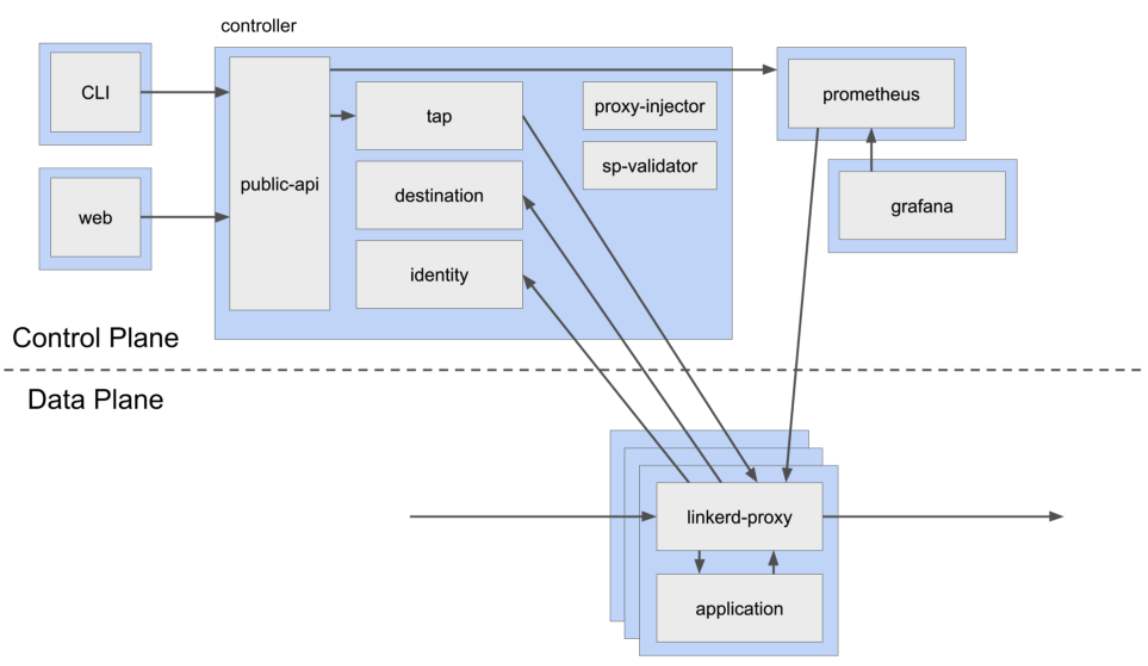 controller
CLI
web
public-api
tap
destination
identity
proxy-injector
sp-validator
prometheus
grafana
Control Plane
Data Plane
linkerd-proxy
application